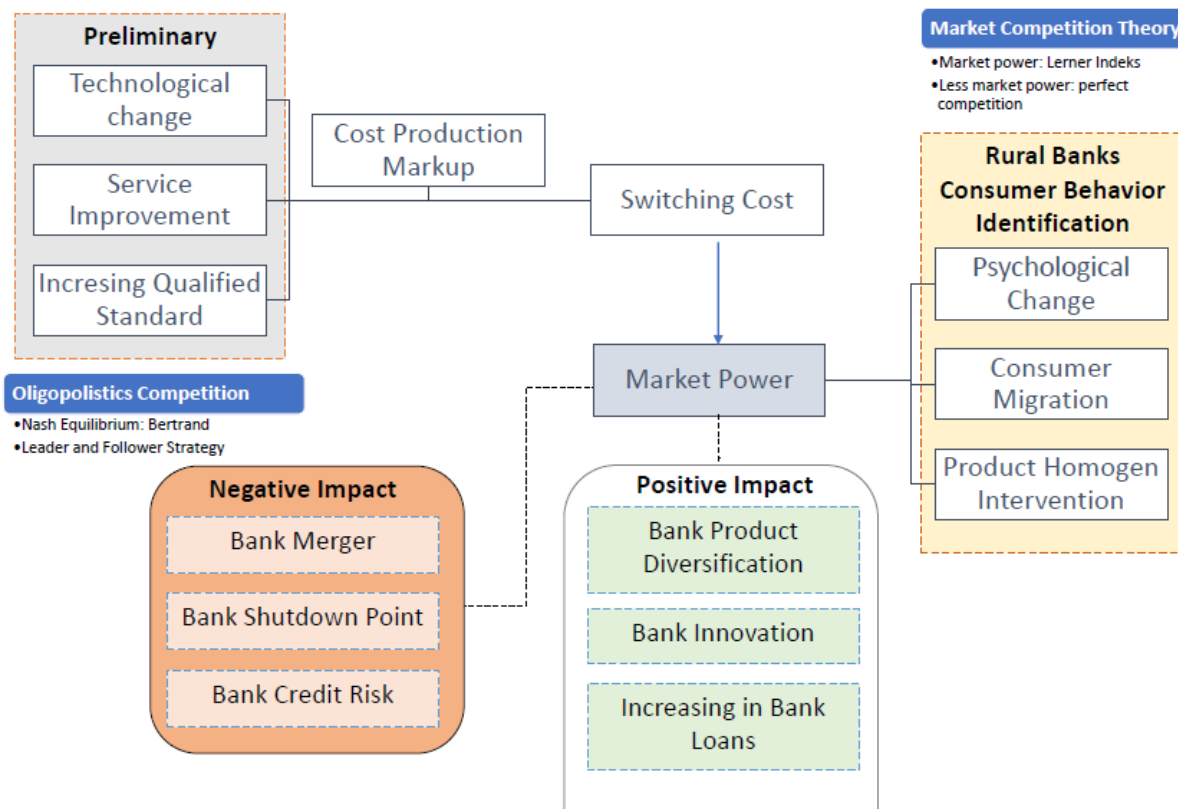 Preliminary
Technological
change
Service
Improvement
Incresing Qualified
Standard
Cost Production
Markup
Switching Cost
Market Power
Market Competition Theory
•Market power: Lerner Indeks
•Less market power: perfect
competition
Rural Banks
Consumer Behavior
Identification
Psychological
Change
Consumer
Migration
Product Homogen
Intervention
Oligopolistics Competition
•Nash Equilibrium: Bertrand
•Leader and Follower Strategy
Negative Impact
Bank Merger
Bank Shutdown Point
Bank Credit Risk
Positive Impact
Bank Product
Diversification
Bank Innovation
Increasing in Bank
Loans